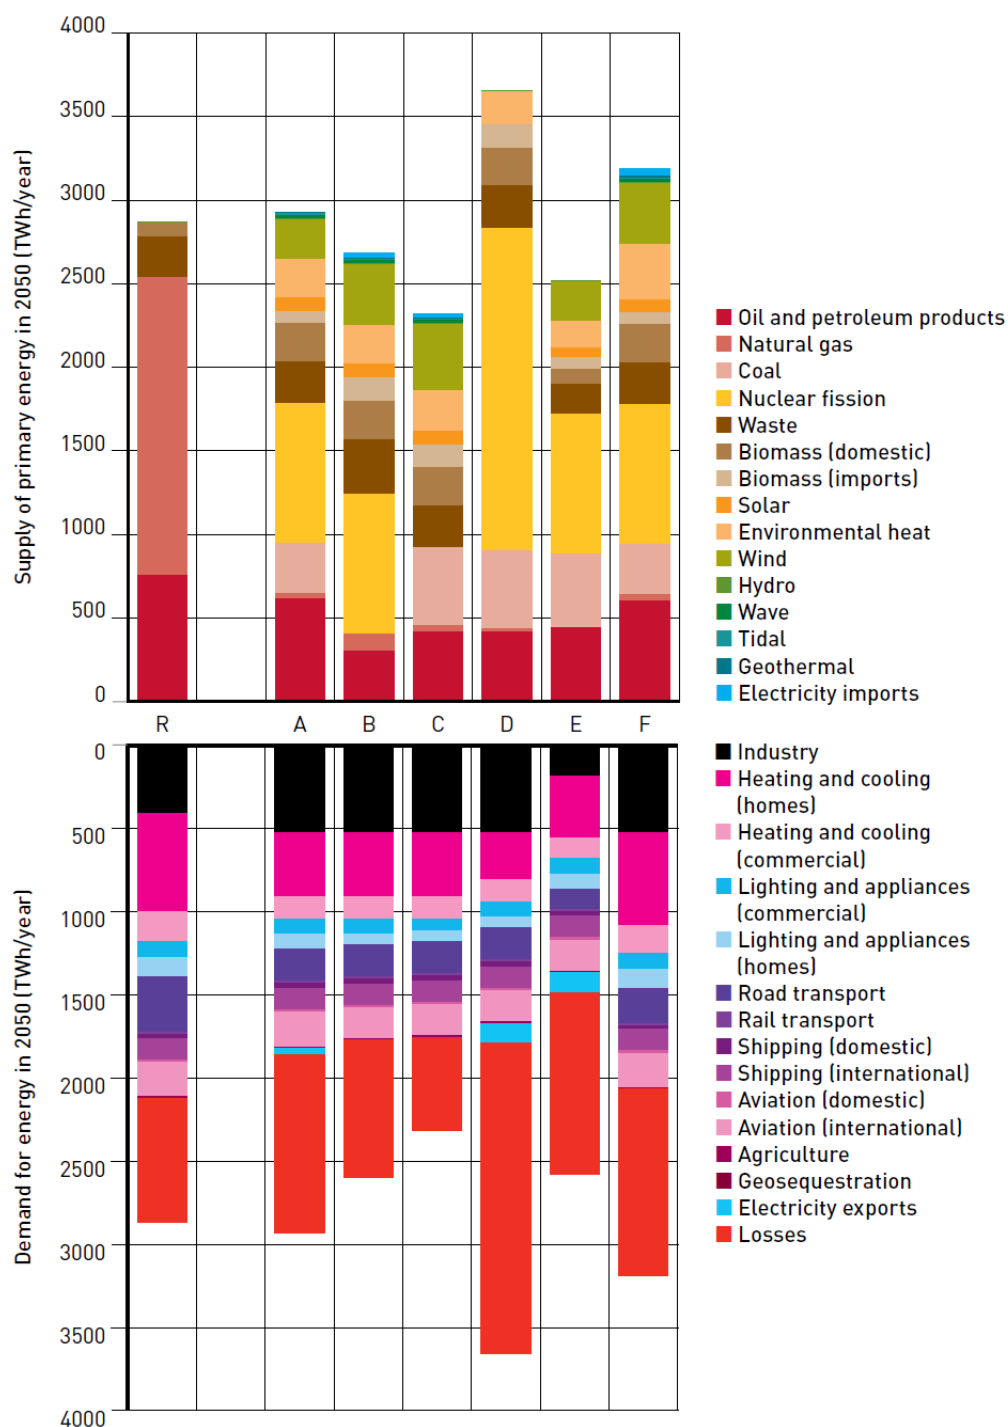 Supply of primary energy in 2050 (TWh/year)
4000
3500
3000
2500
2000
1500
1000
500
0
R
A
B
C
D
E
F
Oil and petroleum products
Natural gas
Coal
Nuclear fission
Waste
Biomass (domestic)
Biomass (imports)
Solar
Environmental heat
Wind
Hydro
Wave
Tidal
Geothermal
Electricity imports
Demand for energy in 2050 (TWh/year)
0
500
1000
1500
2000
2500
3000
3500
4000
Industry
Heating and cooling
(homes)
Heating and cooling
(commercial)
Lighting and appliances
(commercial)
Lighting and appliances
(homes)
Road transport
Rail transport
Shipping (domestic)
Shipping (international)
Aviation (domestic)
Aviation (international)
Agriculture
Geosequestration
Electricity exports
Losses